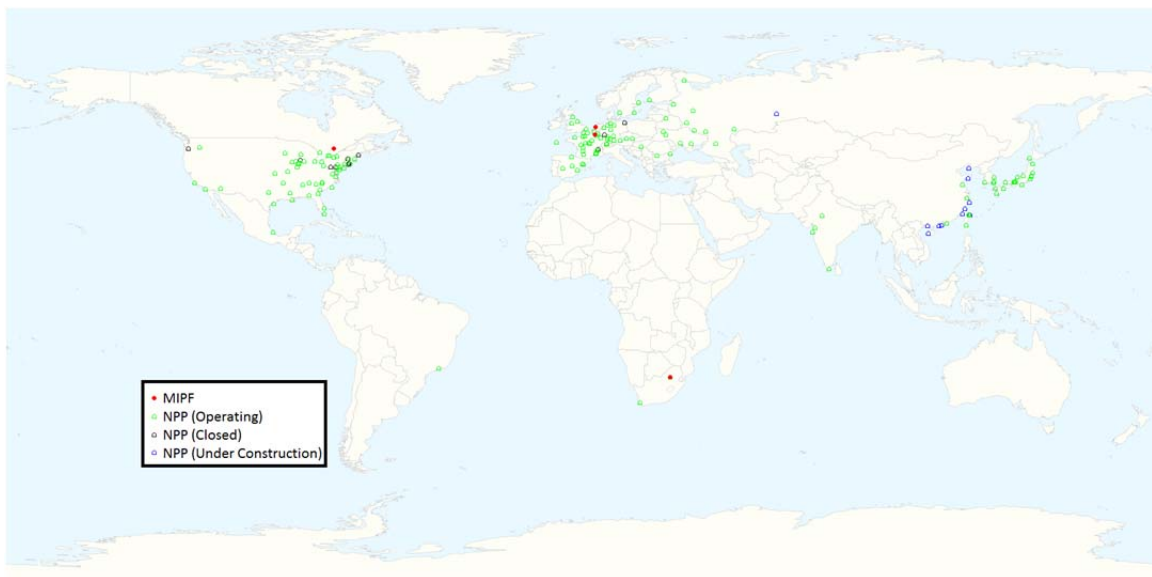 MIPF
NPP (Operating)
NPP (Closed)
NPP (Under Construction)